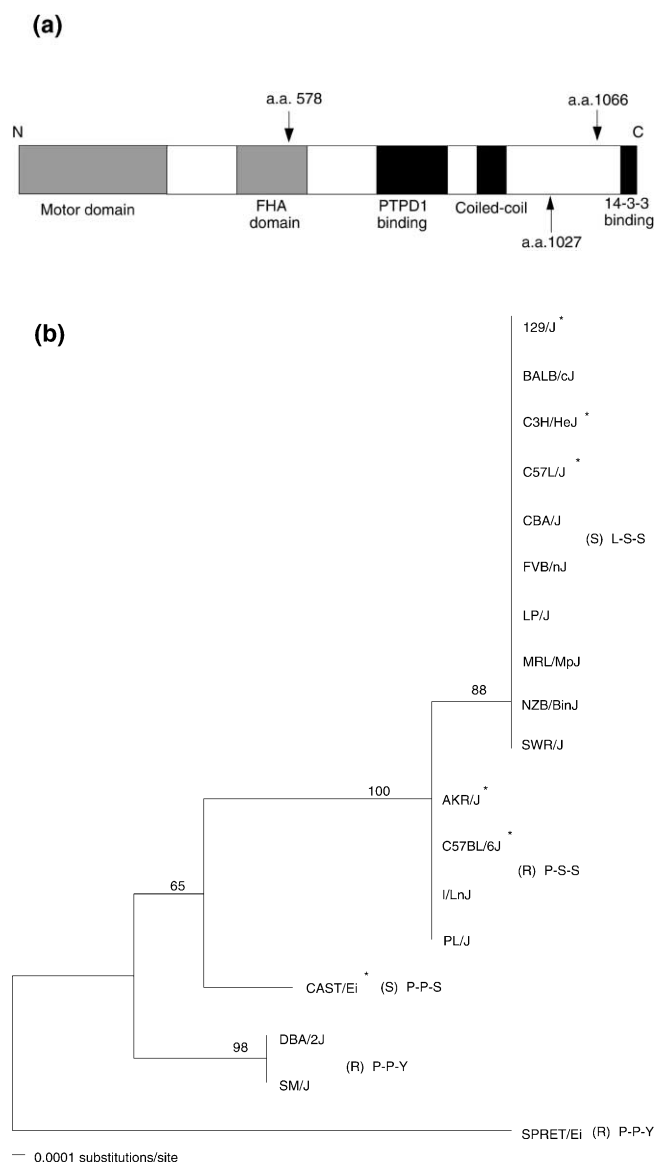 (a)
a.a. 578
a.a.1066
N
C
Motor domain
FHA
domain
PTPD1
binding
Coiled-coil
14-3-3
binding
a.a.1027
(b)
129/J *
BALB/cJ
C3H/HeJ *
C57L/J *
CBA/J
(S) L-S-S
FVB/nJ
LP/J
MRL/MpJ
88
NZB/BinJ
SWR/J
100
AKR/J *
C57BL/6J *
(R) P-S-S
65
I/LnJ
PL/J
CAST/Ei * (S) P-P-S
98
DBA/2J
(R) P-P-Y
SM/J
SPRET/Ei (R) P-P-Y
0.0001 substitutions/site